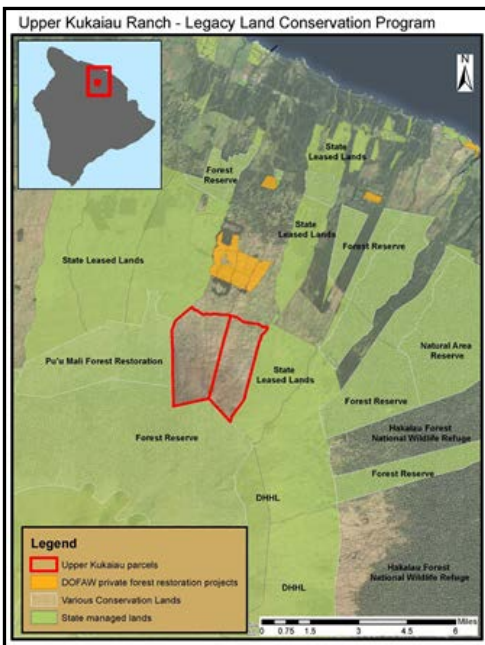 Upper Kukaiau Ranch - Legacy Land Conservation Program
N
State
Leased Lands
Forest
Reserve
State
Leased Lands
Forest Reserve
State Leased Lands
Natural Area
Reserve
Pu'u Mali Forest Restoration
State
Leased Lands
Forest Reserve
Hakalau Forest
National Wildlife Refuge
Forest Reserve
Forest Reserve
DHHL
Hakalau Forest
National Wildlife Refuge
DHHL
Legend
Upper Kukaiau parcels
DOFAW private forest restoration projects
Various Conservation Lands
State managed lands
Miles
0 0.75 1.5 3 4.5 6